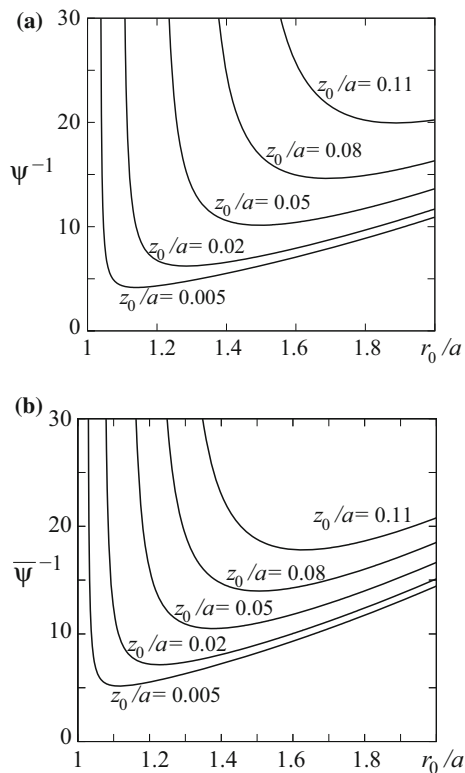 (a)
30
z₀/a= 0.11
20
ψ⁻¹
z₀/a= 0.08
z₀/a= 0.05
10
z₀/a= 0.02
z₀/a= 0.005
0
1 1.2 1.4 1.6 1.8 r₀/a
(b)
30
z₀/a= 0.11
20
ψ̅⁻¹
z₀/a= 0.08
z₀/a= 0.05
10
z₀/a= 0.02
z₀/a= 0.005
0
1 1.2 1.4 1.6 1.8 r₀/a